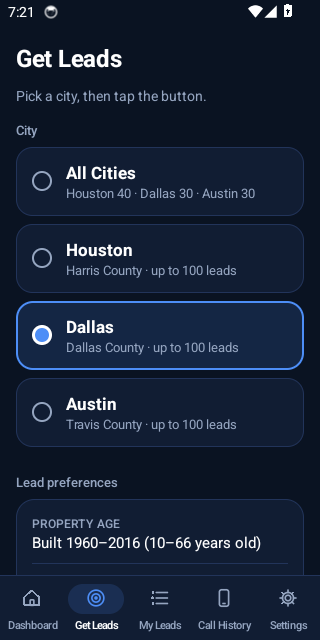 7:21
Get Leads
Pick a city, then tap the button.
City
All Cities
Houston 40 · Dallas 30 · Austin 30
Houston
Harris County · up to 100 leads
Dallas
Dallas County · up to 100 leads
Austin
Travis County · up to 100 leads
Lead preferences
PROPERTY AGE
Built 1960–2016 (10–66 years old)
Dashboard
Get Leads
My Leads
Call History
Settings